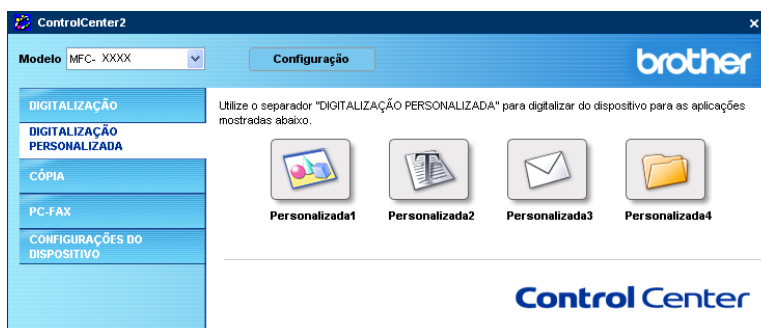 ControlCenter2
Modelo MFC- XXXX
Configuração
brother
DIGITALIZAÇÃO
DIGITALIZAÇÃO
PERSONALIZADA
CÓPIA
PC-FAX
CONFIGURAÇÕES DO
DISPOSITIVO
Utilize o separador "DIGITALIZAÇÃO PERSONALIZADA" para digitalizar do dispositivo para as aplicações
mostradas abaixo.
Personalizada1 Personalizada2 Personalizada3 Personalizada4
Control Center